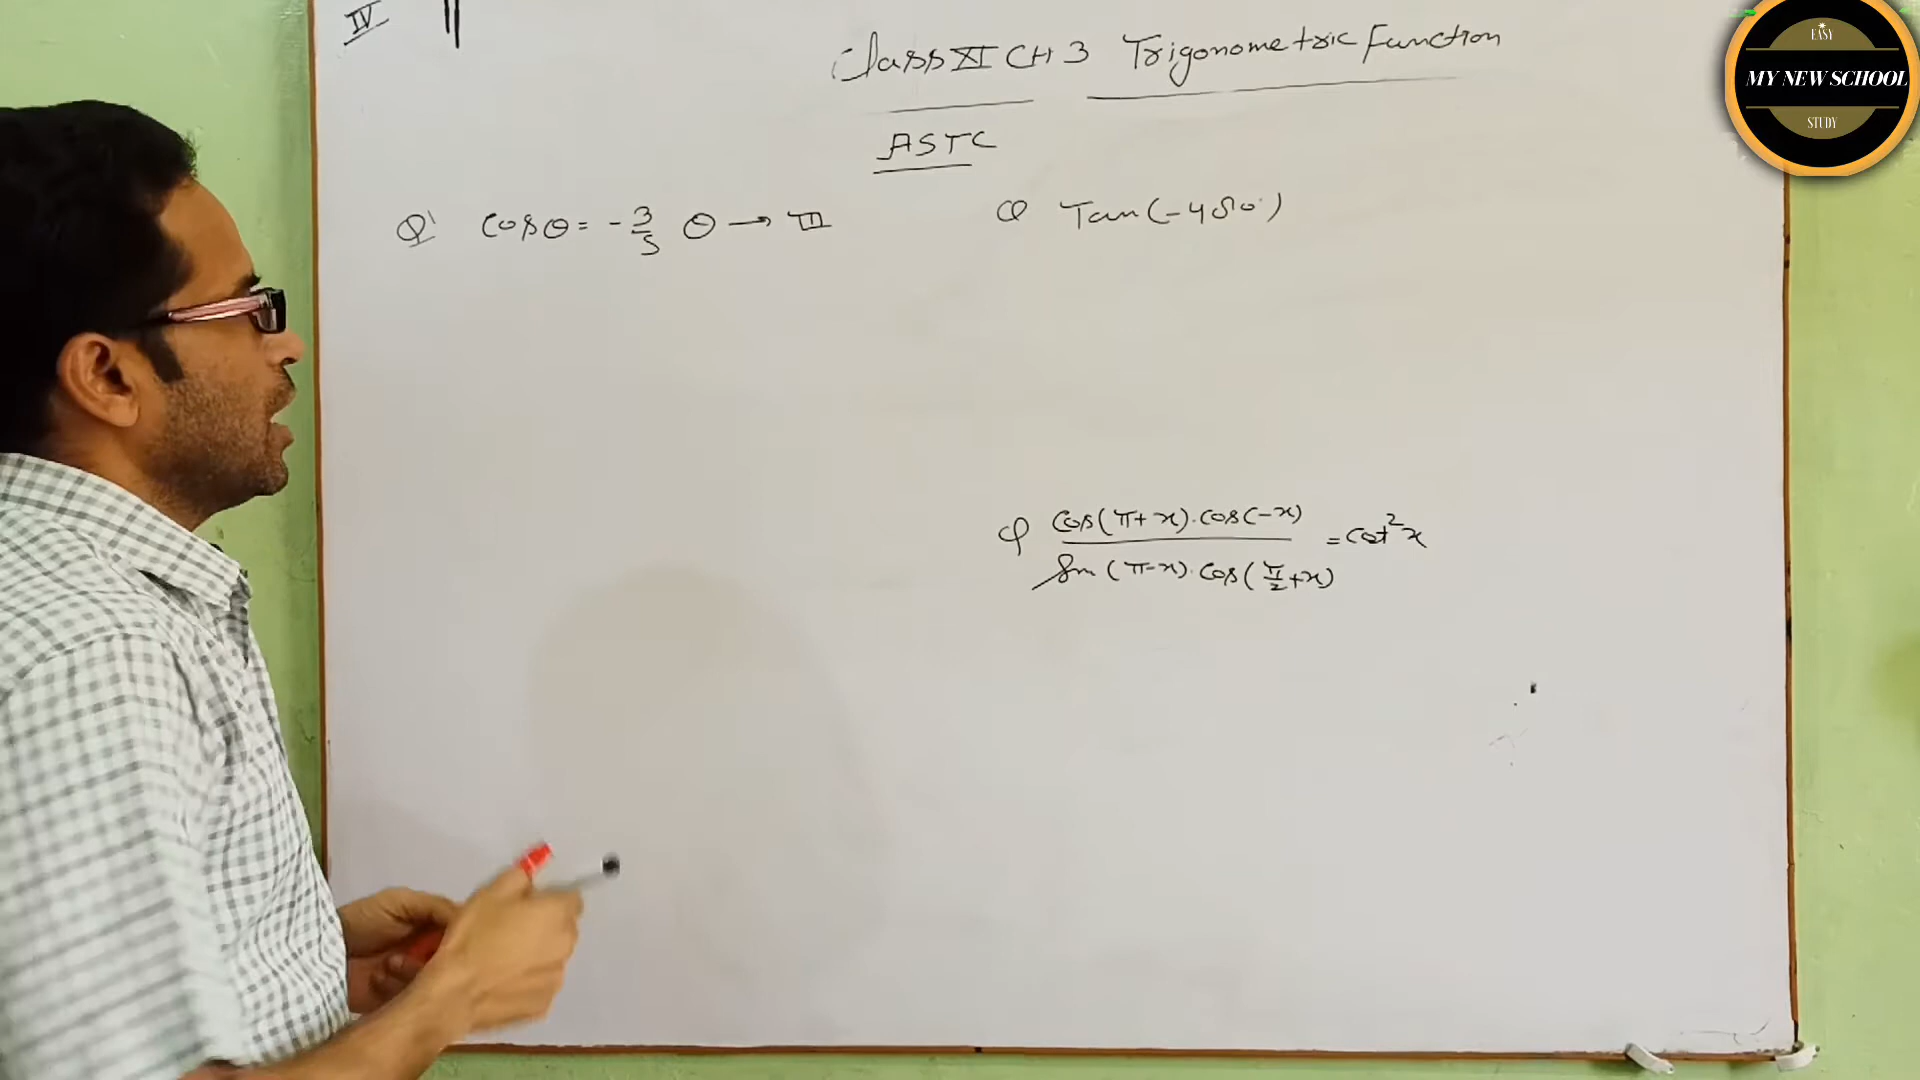 IV
Class XI CH 3 Trigonometric Function
ASTC
Q cosθ = -3/5 θ → III
Q Tan(-480°)
Q cos(π+x).cos(-x) / Sin(π-x).cos(π/2+x) = cot²x
EASY
MY NEW SCHOOL
STUDY